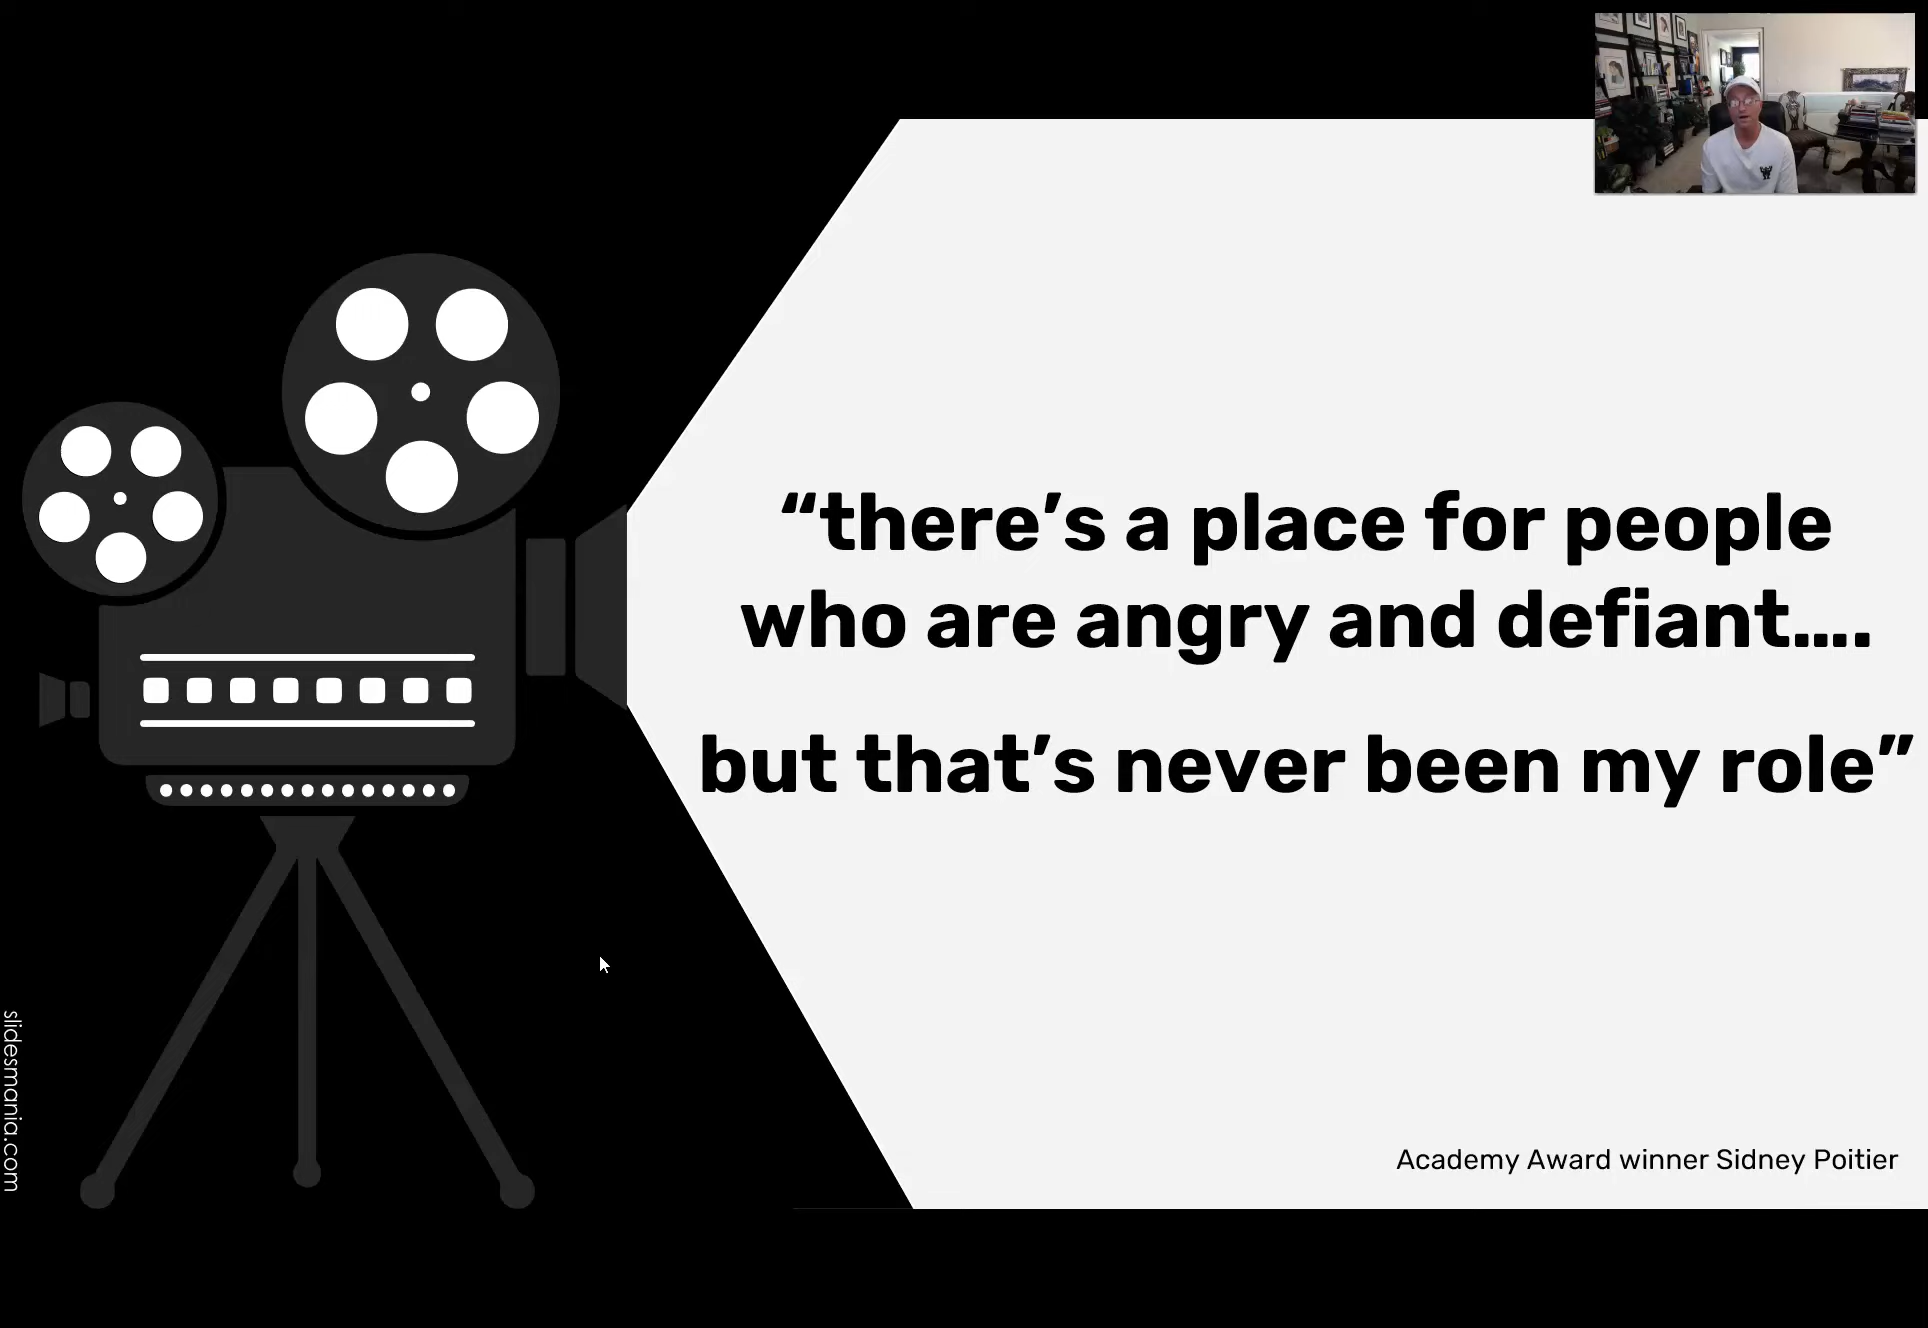 “there’s a place for people
who are angry and defiant....
but that’s never been my role”
Academy Award winner Sidney Poitier
slidesmania.com